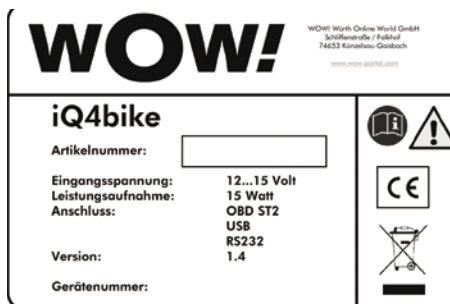 WOW!
WOW! Würth Online World GmbH
Schliffenstraße / Falkhof
74653 Künzelsau-Gaisbach
www.wow-portal.com
iQ4bike
Artikelnummer:
Eingangsspannung: 12...15 Volt
Leistungsaufnahme: 15 Watt
Anschluss: OBD ST2
USB
RS232
Version: 1.4
Gerätenummer:
CE